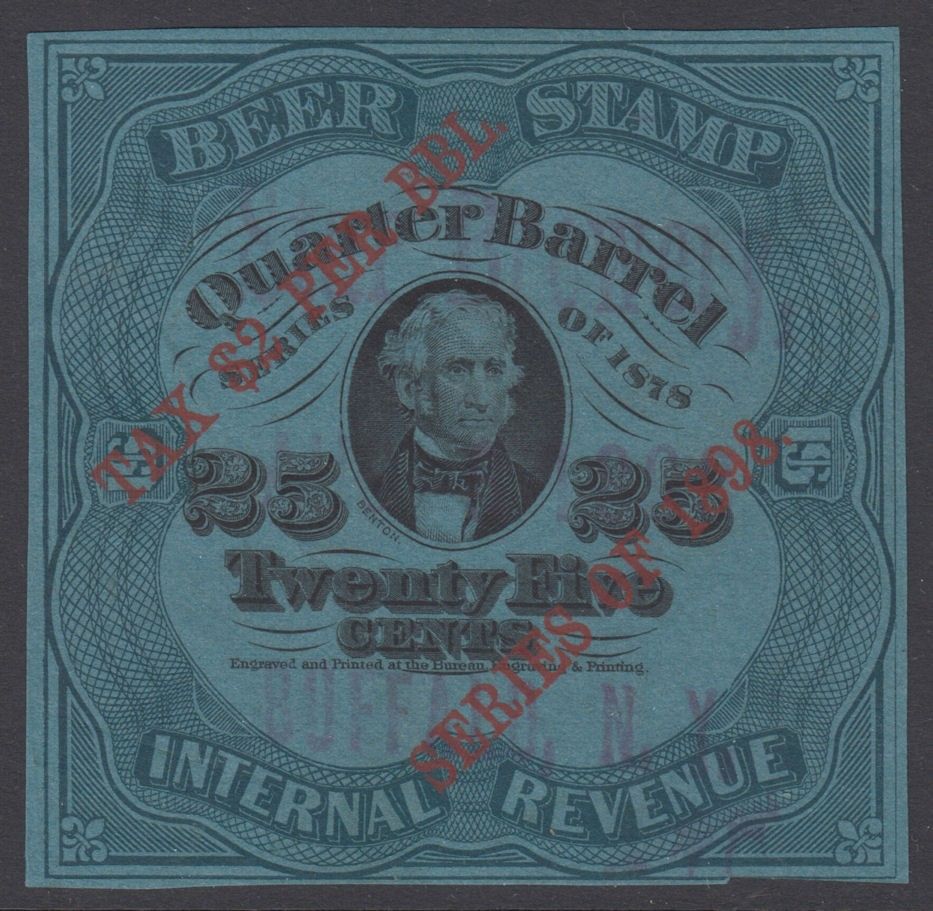 BEER STAMP
Quarter Barrel
SERIES OF 1878
TAX $2 PER BBL.
25 25
BENTON.
Twenty Five
CENTS
SERIES OF 1898.
Engraved and Printed at the Bureau, Engraving & Printing.
BUFFALO, N.Y.
INTERNAL REVENUE